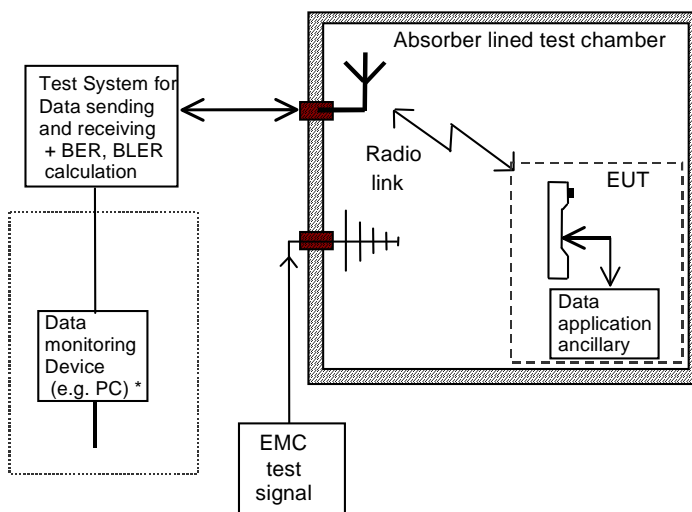 Absorber lined test chamber
Test System for
Data sending
and receiving
+ BER, BLER
calculation
Radio
link
EUT
Data
application
ancillary
Data
monitoring
Device
(e.g. PC) *
EMC
test
signal